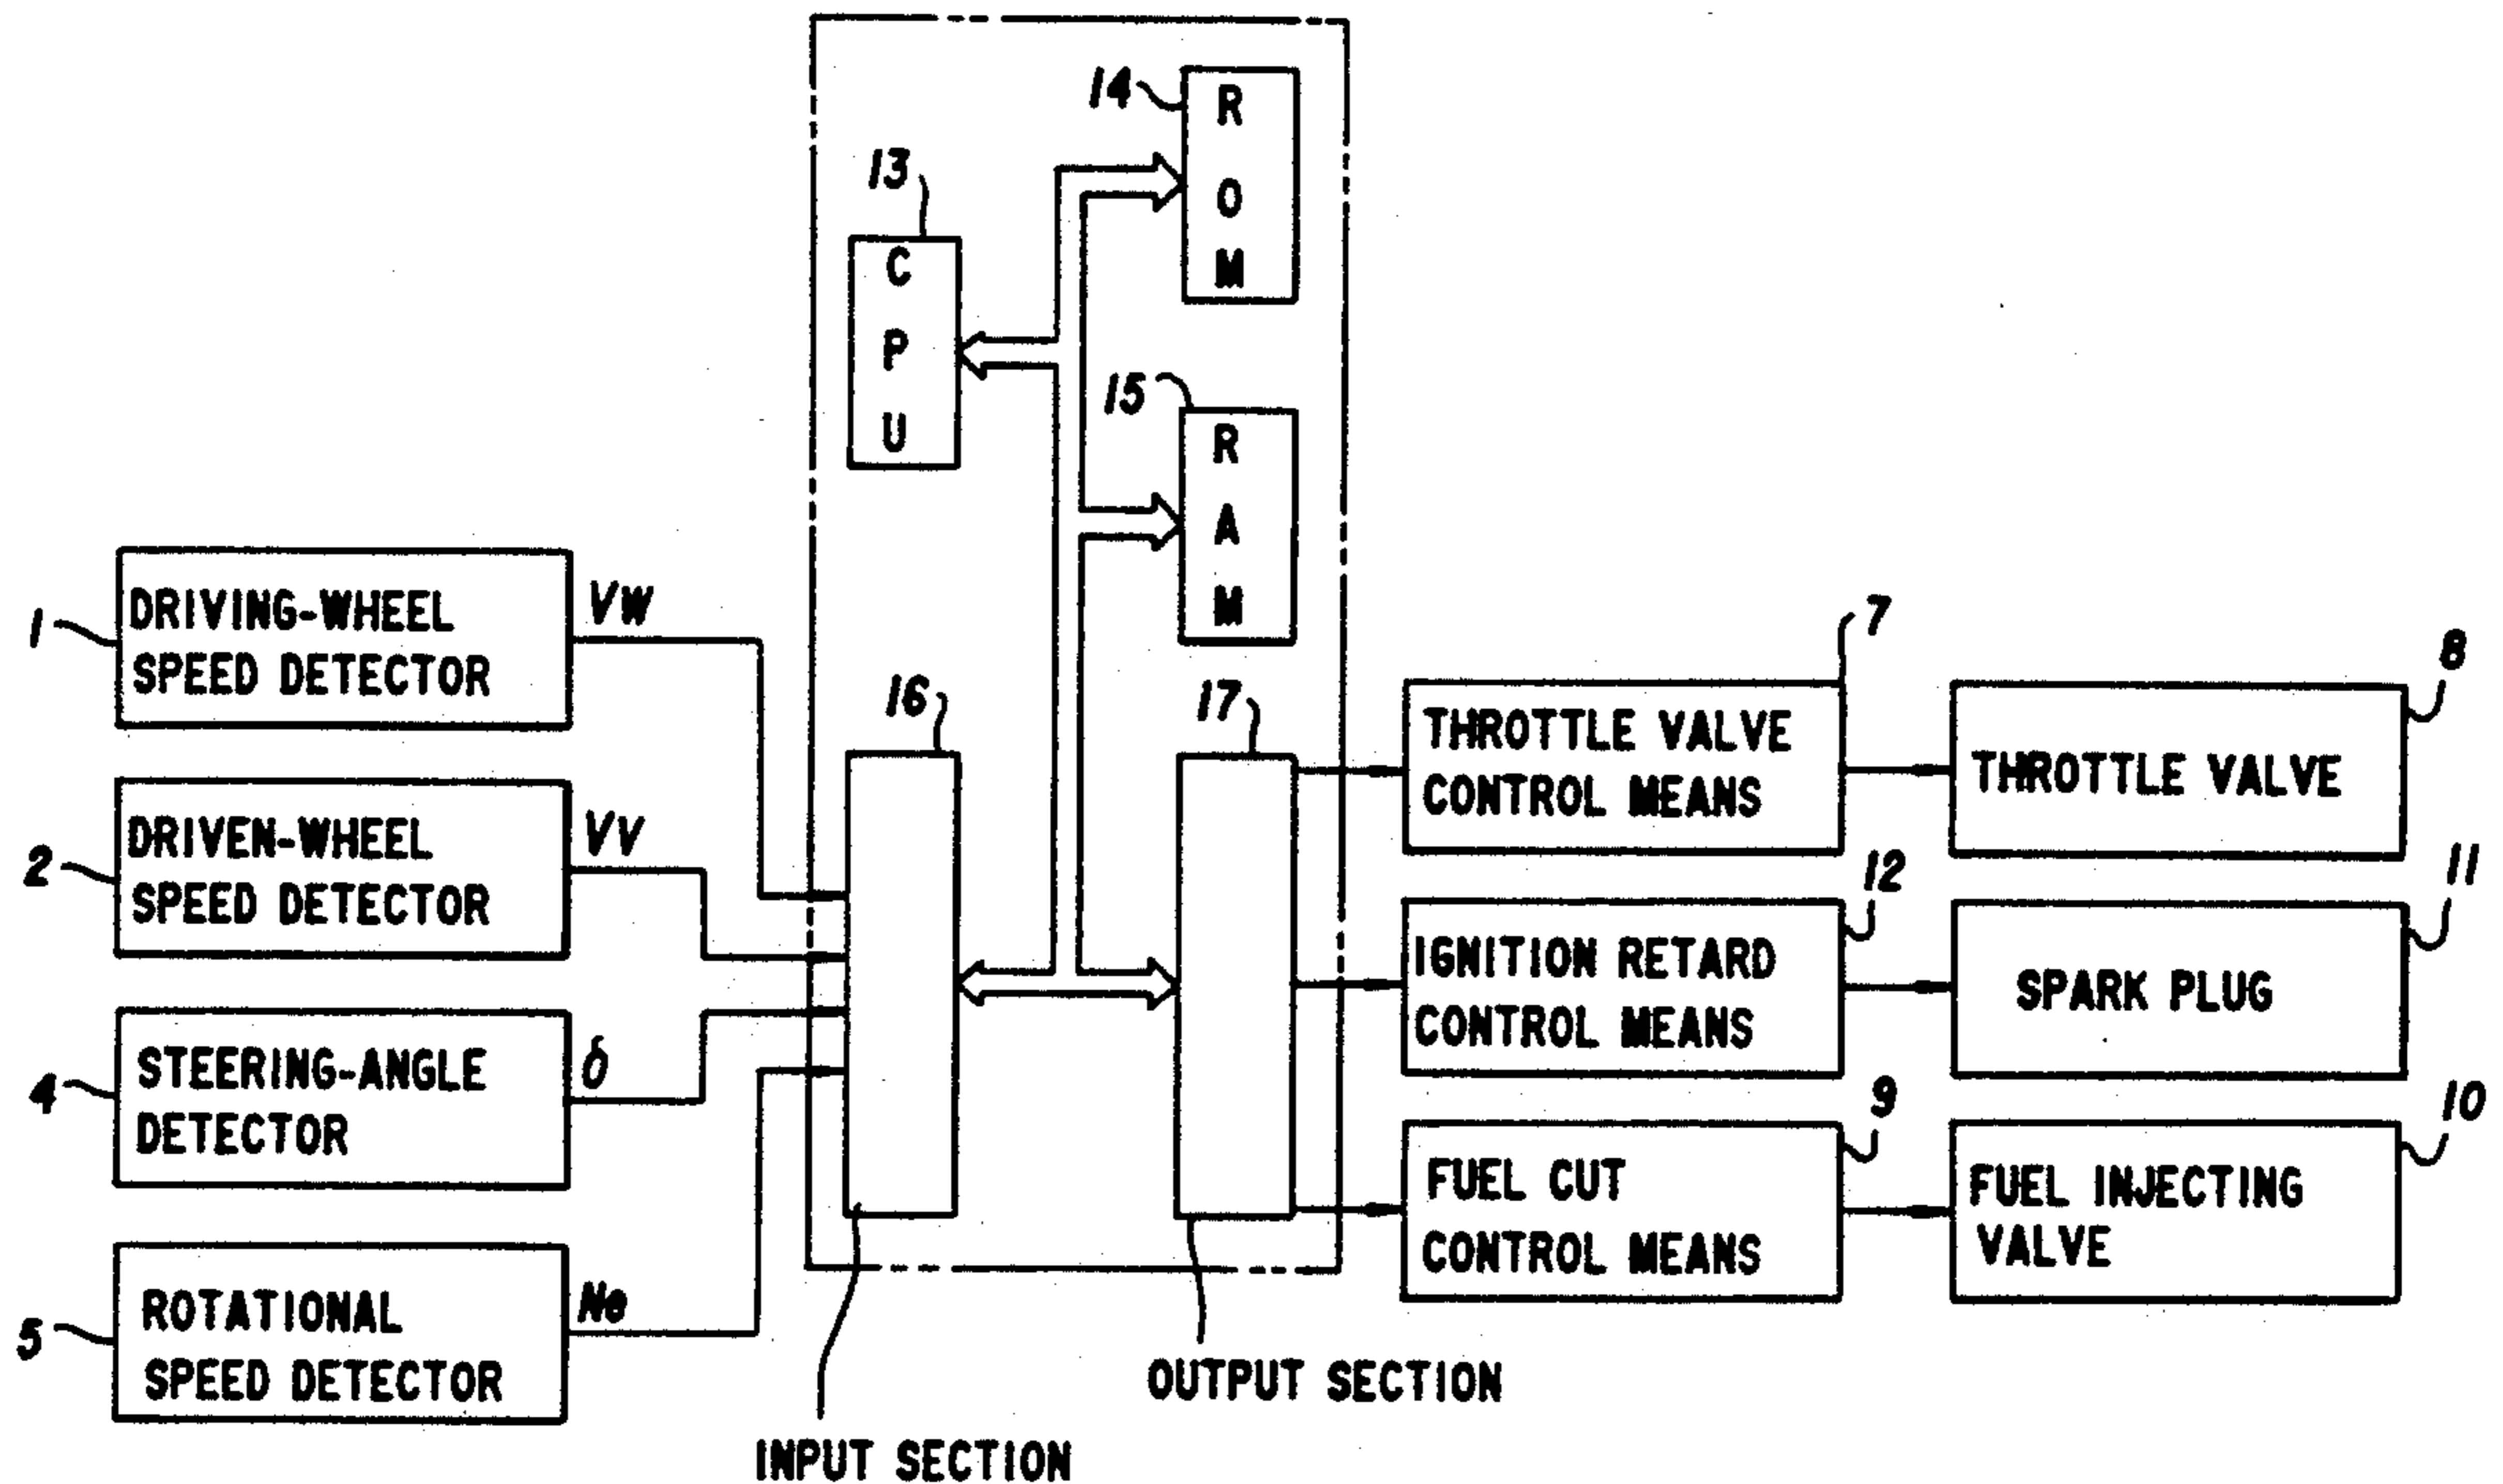 14
R
O
M
13
C
P
U
15
R
A
M
1
DRIVING-WHEEL
SPEED DETECTOR
VW
2
DRIVEN-WHEEL
SPEED DETECTOR
VV
4
STEERING-ANGLE
DETECTOR
δ
5
ROTATIONAL
SPEED DETECTOR
Ne
16
17
7
THROTTLE VALVE
CONTROL MEANS
8
THROTTLE VALVE
12
IGNITION RETARD
CONTROL MEANS
11
SPARK PLUG
9
FUEL CUT
CONTROL MEANS
10
FUEL INJECTING
VALVE
OUTPUT SECTION
INPUT SECTION